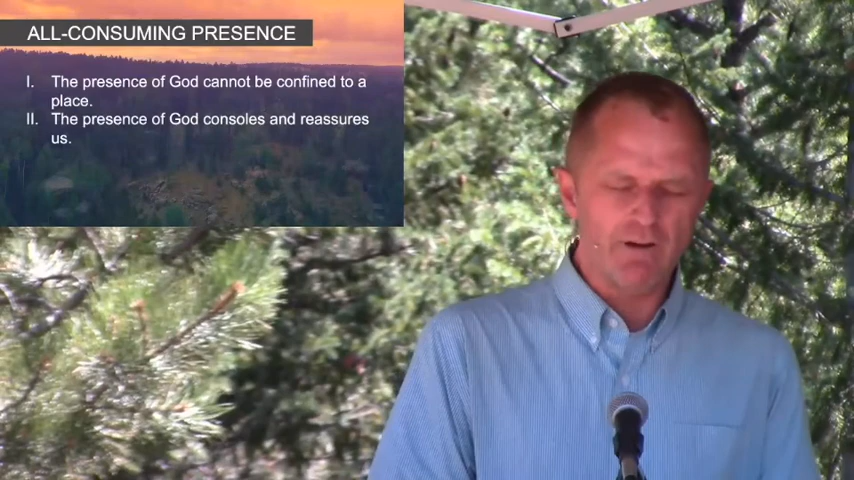 ALL-CONSUMING PRESENCE
I. The presence of God cannot be confined to a
place.
II. The presence of God consoles and reassures
us.